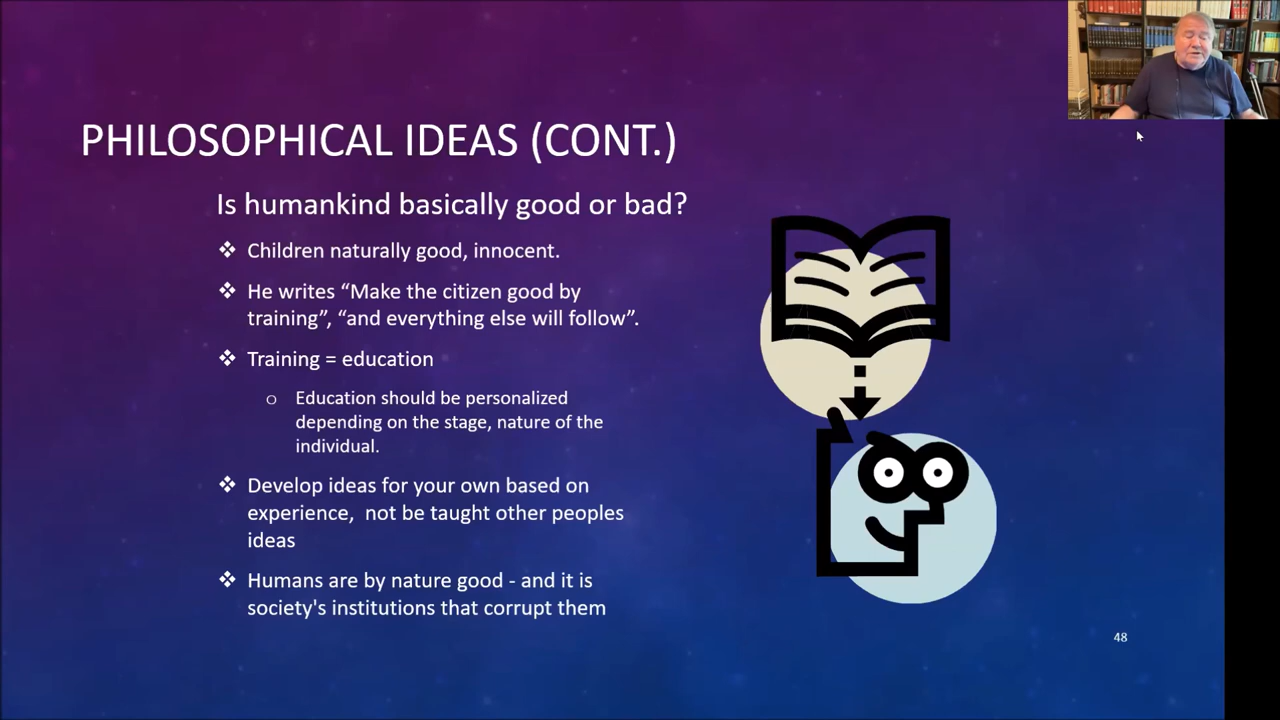 PHILOSOPHICAL IDEAS (CONT.)
Is humankind basically good or bad?
❖ Children naturally good, innocent.
❖ He writes “Make the citizen good by
training”, “and everything else will follow”.
❖ Training = education
o Education should be personalized
depending on the stage, nature of the
individual.
❖ Develop ideas for your own based on
experience, not be taught other peoples
ideas
❖ Humans are by nature good - and it is
society's institutions that corrupt them
48